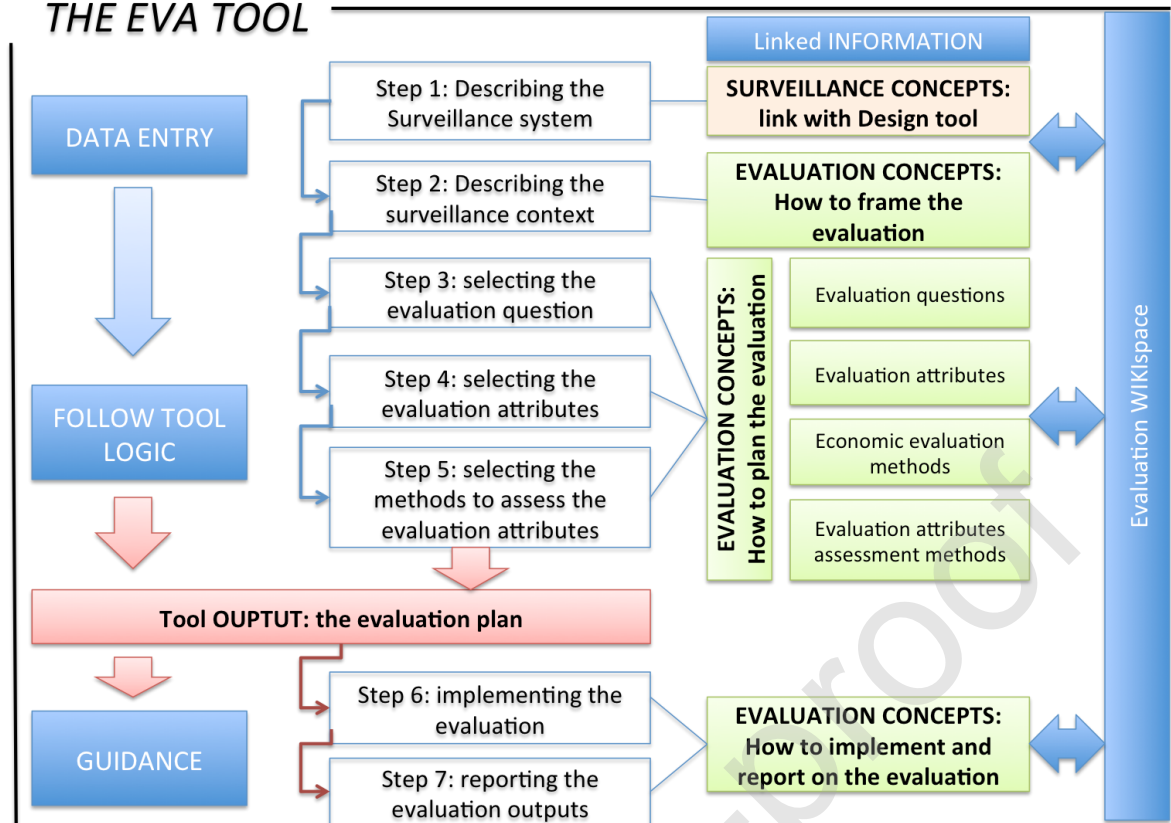 THE EVA TOOL
Linked INFORMATION
DATA ENTRY
Step 1: Describing the
Surveillance system
SURVEILLANCE CONCEPTS:
link with Design tool
Step 2: Describing the
surveillance context
EVALUATION CONCEPTS:
How to frame the
evaluation
Step 3: selecting the
evaluation question
Step 4: selecting the
evaluation attributes
Step 5: selecting the
methods to assess the
evaluation attributes
EVALUATION CONCEPTS:
How to plan the evaluation
Evaluation questions
Evaluation attributes
Economic evaluation
methods
Evaluation attributes
assessment methods
FOLLOW TOOL
LOGIC
Tool OUPTUT: the evaluation plan
GUIDANCE
Step 6: implementing the
evaluation
Step 7: reporting the
evaluation outputs
EVALUATION CONCEPTS:
How to implement and
report on the evaluation
Evaluation WIKIspace
proof